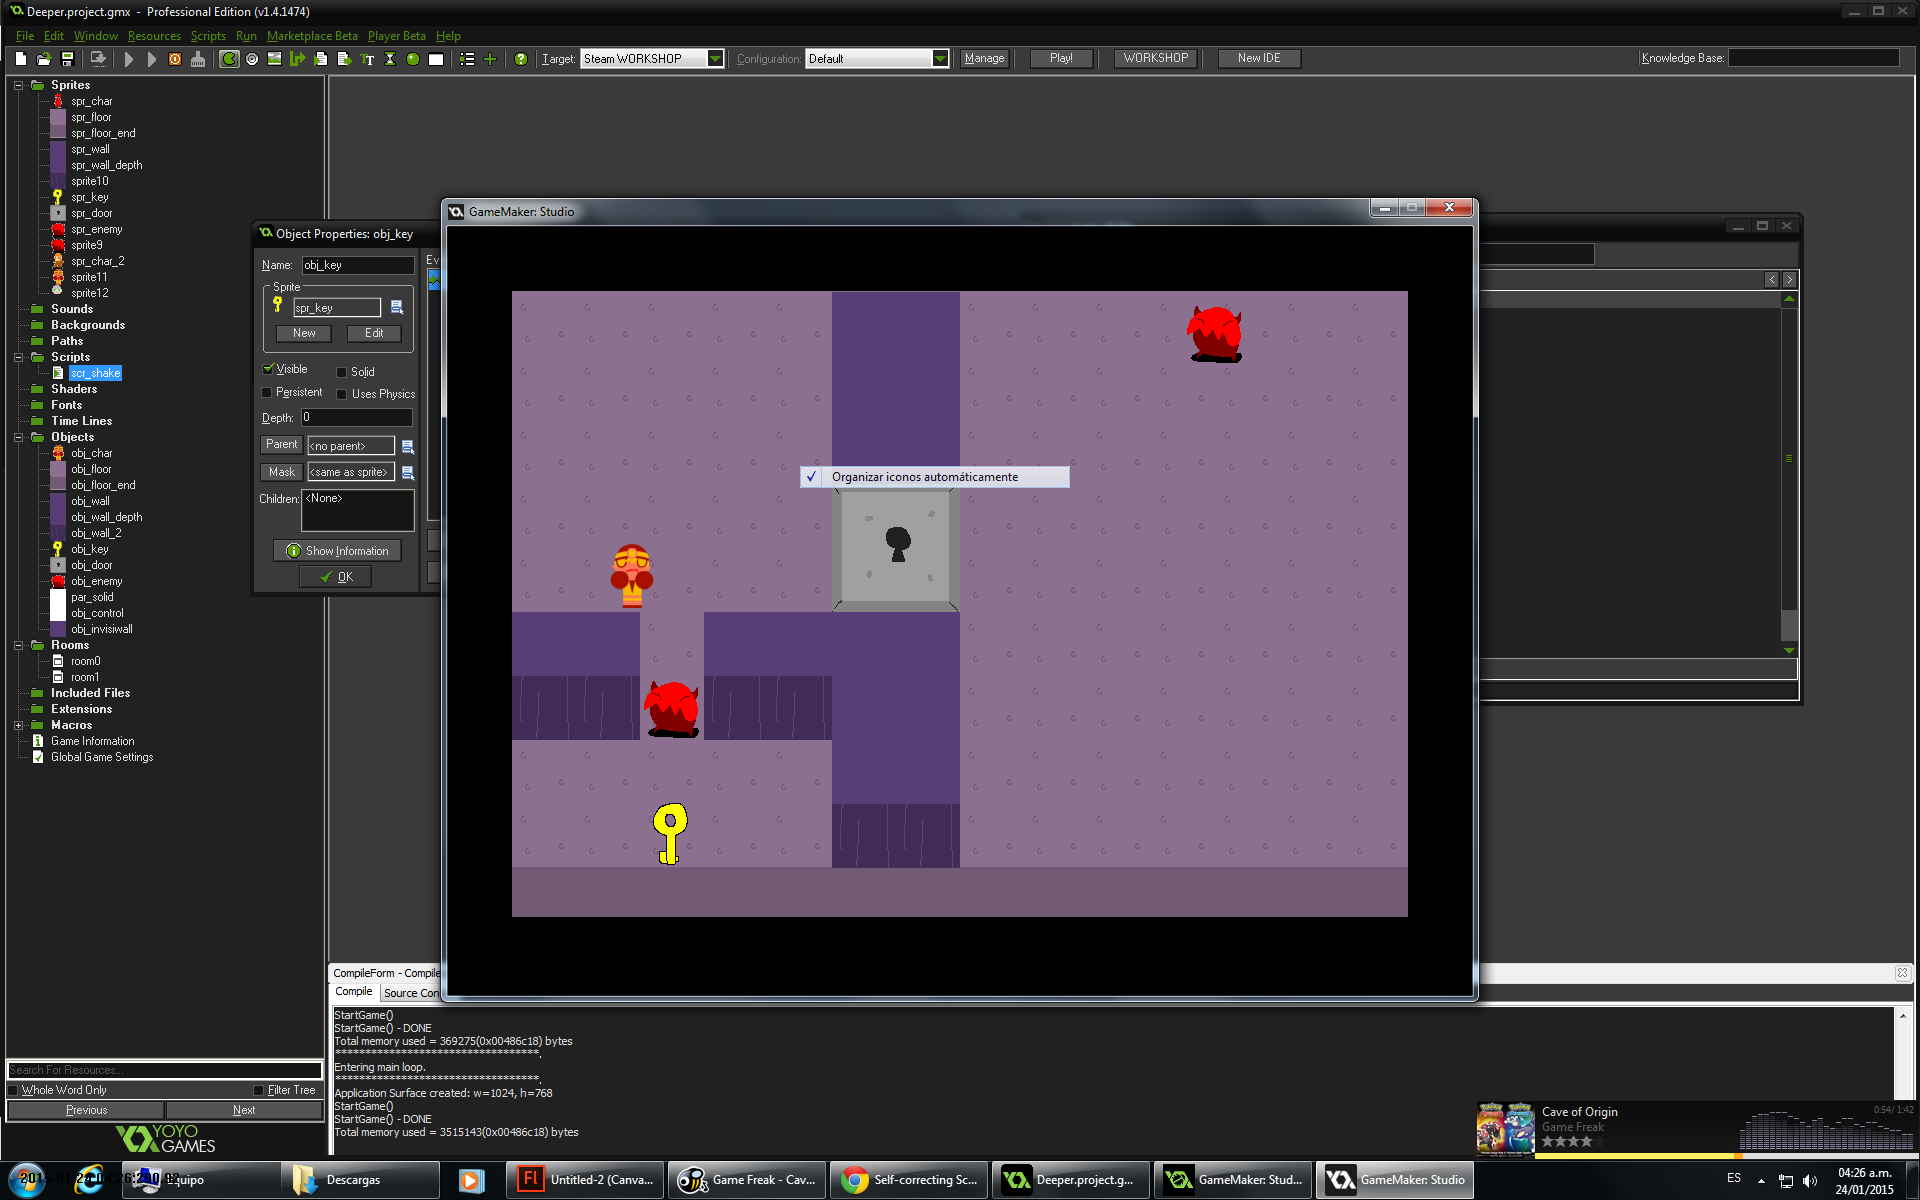 Deeper.project.gmx - Professional Edition (v1.4.1474)
File Edit Window Resources Scripts Run Marketplace Beta Player Beta Help
Target: Steam WORKSHOP Configuration: Default Manage Play! WORKSHOP New IDE Knowledge Base:
Sprites
spr_char
spr_floor
spr_floor_end
spr_wall
spr_wall_depth
sprite10
spr_key
spr_door
spr_enemy
sprite9
spr_char_2
sprite11
sprite12
Sounds
Backgrounds
Paths
Scripts
scr_shake
Shaders
Fonts
Time Lines
Objects
obj_char
obj_floor
obj_floor_end
obj_wall
obj_wall_depth
obj_wall_2
obj_key
obj_door
obj_enemy
par_solid
obj_control
obj_invisiwall
Rooms
room0
room1
Included Files
Extensions
Macros
Game Information
Global Game Settings
Search For Resources...
Whole Word Only Filter Tree
Previous Next
YOYO
GAMES
Object Properties: obj_key
Name: obj_key
Sprite
spr_key
New Edit
Visible Solid
Persistent Uses Physics
Depth: 0
Parent <no parent>
Mask <same as sprite>
Children: <None>
Show Information
OK
Ev
GameMaker: Studio
Organizar iconos automáticamente
CompileForm - Compile
Compile Source Con
StartGame()
StartGame() - DONE
Total memory used = 369275(0x00486c18) bytes
***********************************.
Entering main loop.
***********************************.
Application Surface created: w=1024, h=768
StartGame()
StartGame() - DONE
Total memory used = 3515143(0x00486c18) bytes
Cave of Origin 0:54/ 1:42
Game Freak
Equipo
Descargas
Untitled-2 (Canva...
Game Freak - Cav...
Self-correcting Sc...
Deeper.project.g...
GameMaker: Stud...
GameMaker: Studio
ES
04:26 a.m.
24/01/2015